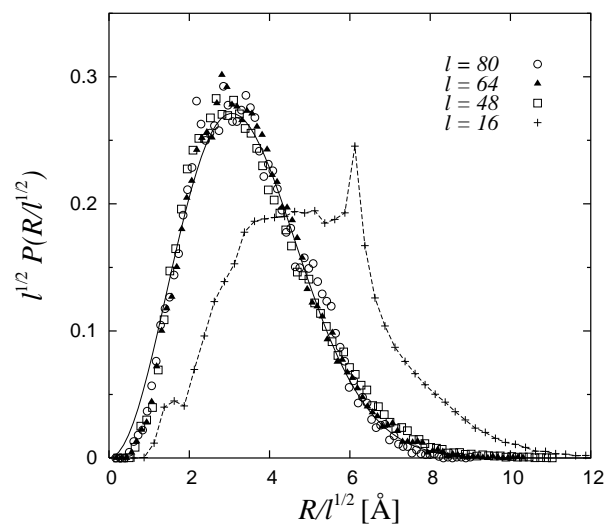 0.3
0.2
0.1
0
l^{1/2} P(R/l^{1/2})
l = 80
l = 64
l = 48
l = 16
0 2 4 6 8 10 12
R/l^{1/2} [Å]